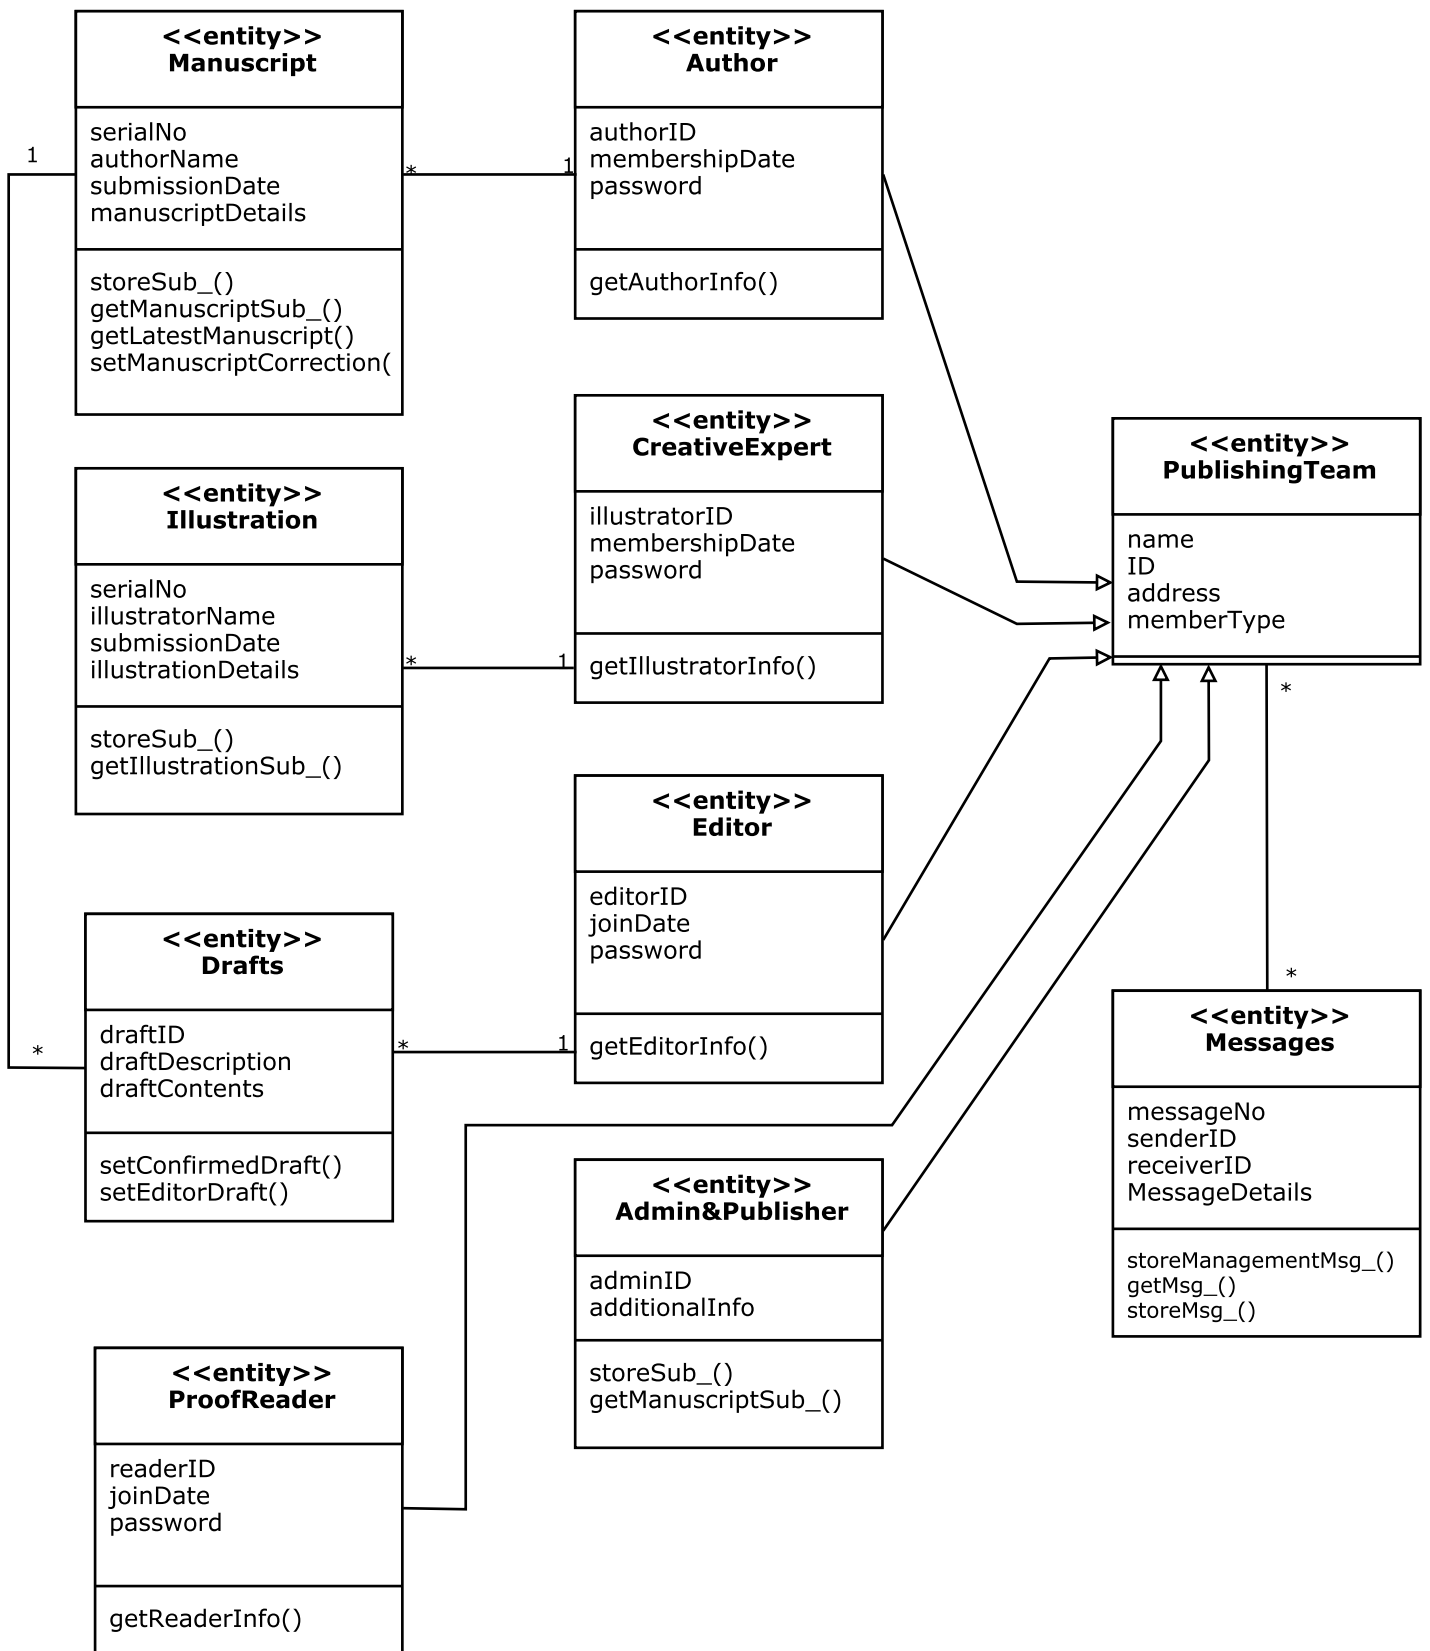 <<entity>>
Manuscript
serialNo
authorName
submissionDate
manuscriptDetails
storeSub_()
getManuscriptSub_()
getLatestManuscript()
setManuscriptCorrection(
<<entity>>
Author
authorID
membershipDate
password
getAuthorInfo()
1
*
1
<<entity>>
CreativeExpert
illustratorID
membershipDate
password
getIllustratorInfo()
<<entity>>
PublishingTeam
name
ID
address
memberType
<<entity>>
Illustration
serialNo
illustratorName
submissionDate
illustrationDetails
storeSub_()
getIllustrationSub_()
*
1
*
<<entity>>
Editor
editorID
joinDate
password
getEditorInfo()
<<entity>>
Drafts
draftID
draftDescription
draftContents
setConfirmedDraft()
setEditorDraft()
*
*
1
*
<<entity>>
Messages
messageNo
senderID
receiverID
MessageDetails
storeManagementMsg_()
getMsg_()
storeMsg_()
<<entity>>
Admin&Publisher
adminID
additionalInfo
storeSub_()
getManuscriptSub_()
<<entity>>
ProofReader
readerID
joinDate
password
getReaderInfo()